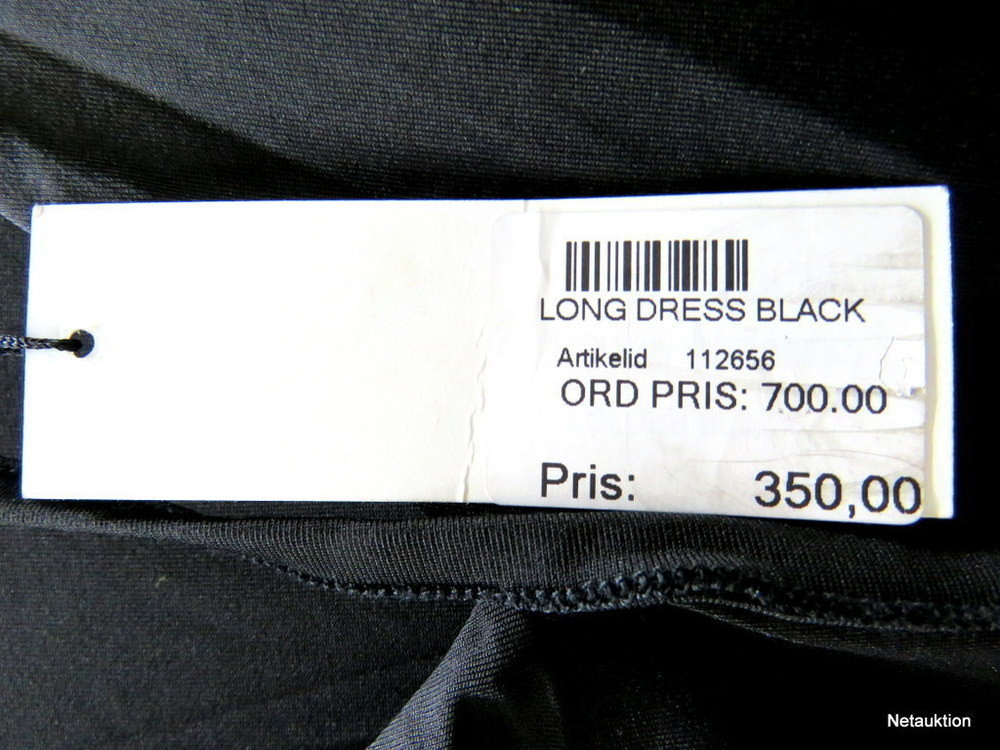 LONG DRESS BLACK
Artikelid 112656
ORD PRIS: 700.00
Pris: 350,00
Netauktion